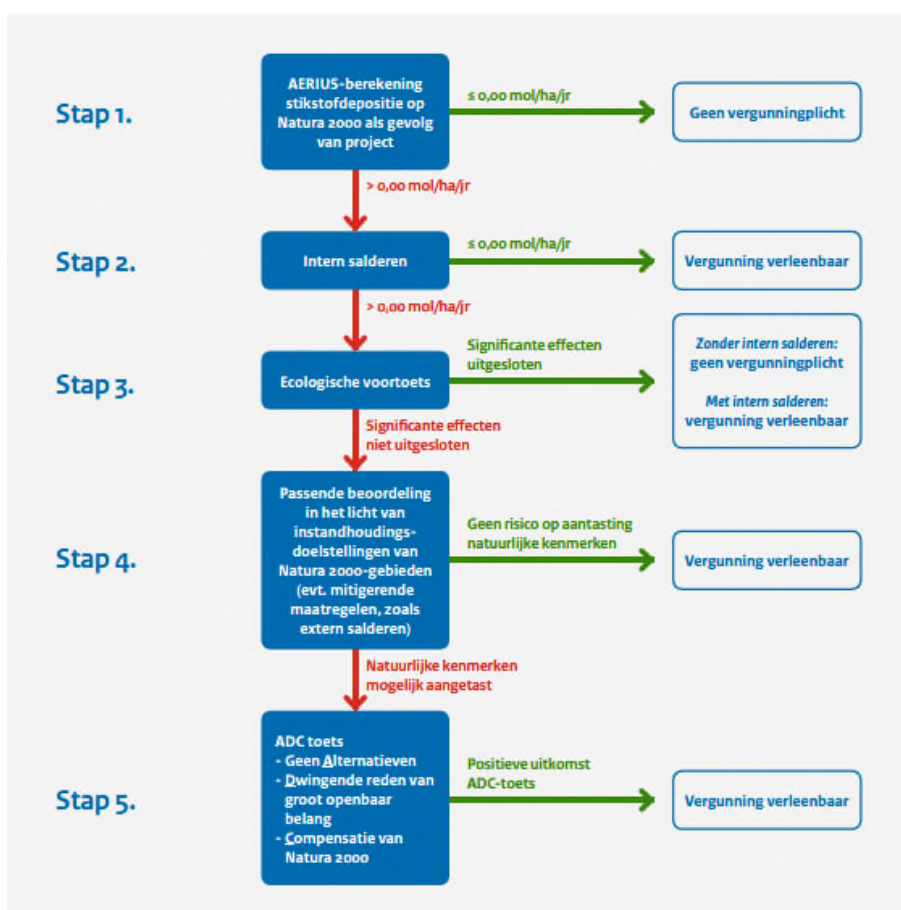 Stap 1.
AERIUS-berekening
stikstofdepositie op
Natura 2000 als gevolg
van project
≤ 0,00 mol/ha/jr
Geen vergunningplicht
> 0,00 mol/ha/jr
Stap 2.
Intern salderen
≤ 0,00 mol/ha/jr
Vergunning verleenbaar
> 0,00 mol/ha/jr
Stap 3.
Ecologische voortoets
Significante effecten
uitgesloten
Zonder intern salderen:
geen vergunningplicht
Met intern salderen:
vergunning verleenbaar
Significante effecten
niet uitgesloten
Stap 4.
Passende beoordeling
in het licht van
instandhoudings-
doelstellingen van
Natura 2000-gebieden
(evt. mitigerende
maatregelen, zoals
extern salderen)
Geen risico op aantasting
natuurlijke kenmerken
Vergunning verleenbaar
Natuurlijke kenmerken
mogelijk aangetast
Stap 5.
ADC toets
- Geen Alternatieven
- Dwingende reden van
groot openbaar
belang
- Compensatie van
Natura 2000
Positieve uitkomst
ADC-toets
Vergunning verleenbaar